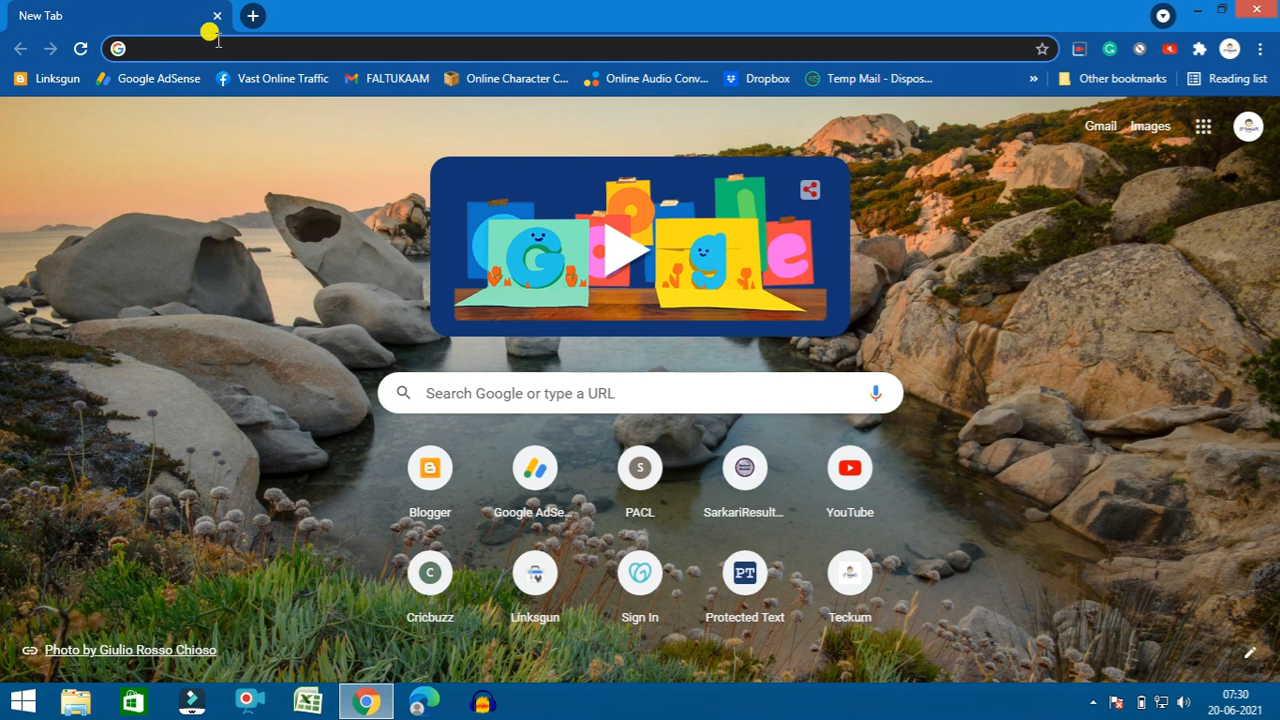 New Tab
Linksgun
Google AdSense
Vast Online Traffic
FALTUKAAM
Online Character C...
Online Audio Conv...
Dropbox
Temp Mail - Dispos...
»
Other bookmarks
Reading list
Gmail
Images
Search Google or type a URL
Blogger
Google AdSe...
S
PACL
SarkariResult...
YouTube
C
Cricbuzz
Linksgun
Sign In
PT
Protected Text
Teckum
Photo by Giulio Rosso Chioso
07:30
20-06-2021